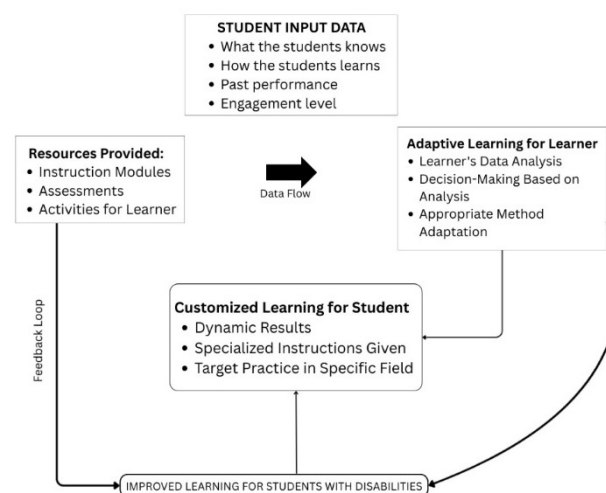 STUDENT INPUT DATA
• What the students knows
• How the students learns
• Past performance
• Engagement level
Resources Provided:
• Instruction Modules
• Assessments
• Activities for Learner
Data Flow
Adaptive Learning for Learner
• Learner's Data Analysis
• Decision-Making Based on
Analysis
• Appropriate Method
Adaptation
Feedback Loop
Customized Learning for Student
• Dynamic Results
• Specialized Instructions Given
• Target Practice in Specific Field
IMPROVED LEARNING FOR STUDENTS WITH DISABILITIES